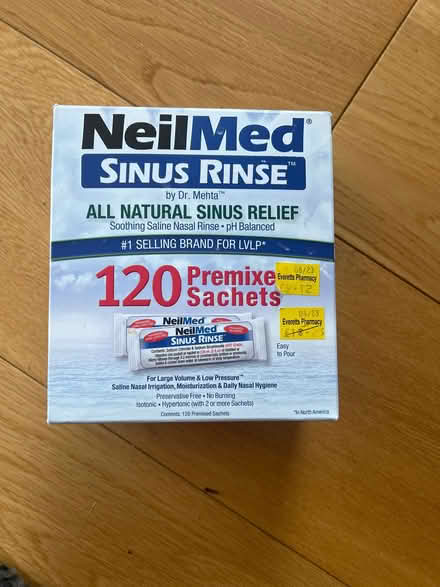 NeilMed®
SINUS RINSE™
by Dr. Mehta™
ALL NATURAL SINUS RELIEF
Soothing Saline Nasal Rinse • pH Balanced
#1 SELLING BRAND FOR LVLP*
120 Premixe
Sachets
Everetts Pharmacy
Everetts Pharmacy
NeilMed
NeilMed
SINUS RINSE
Easy
to Pour
For Large Volume & Low Pressure™
Saline Nasal Irrigation, Moisturization & Daily Nasal Hygiene
Preservative Free • No Burning
Isotonic • Hypertonic (with 2 or more Sachets)
Contents: 120 Premixed Sachets
*In North America